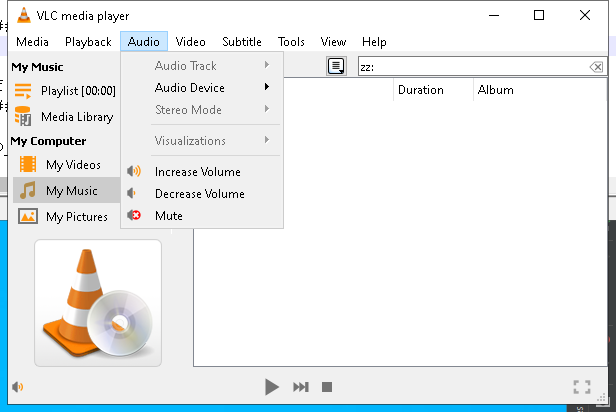 VLC media player
Media Playback Audio Video Subtitle Tools View Help
My Music
Playlist [00:00]
Media Library
My Computer
My Videos
My Music
My Pictures
Audio Track
Audio Device
Stereo Mode
Visualizations
Increase Volume
Decrease Volume
Mute
zz:
Duration Album